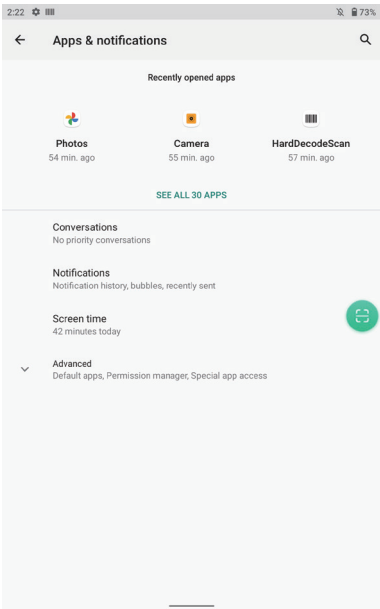 2:22 73%
Apps & notifications
Recently opened apps
Photos Camera HardDecodeScan
54 min. ago 55 min. ago 57 min. ago
SEE ALL 30 APPS
Conversations
No priority conversations
Notifications
Notification history, bubbles, recently sent
Screen time
42 minutes today
Advanced
Default apps, Permission manager, Special app access